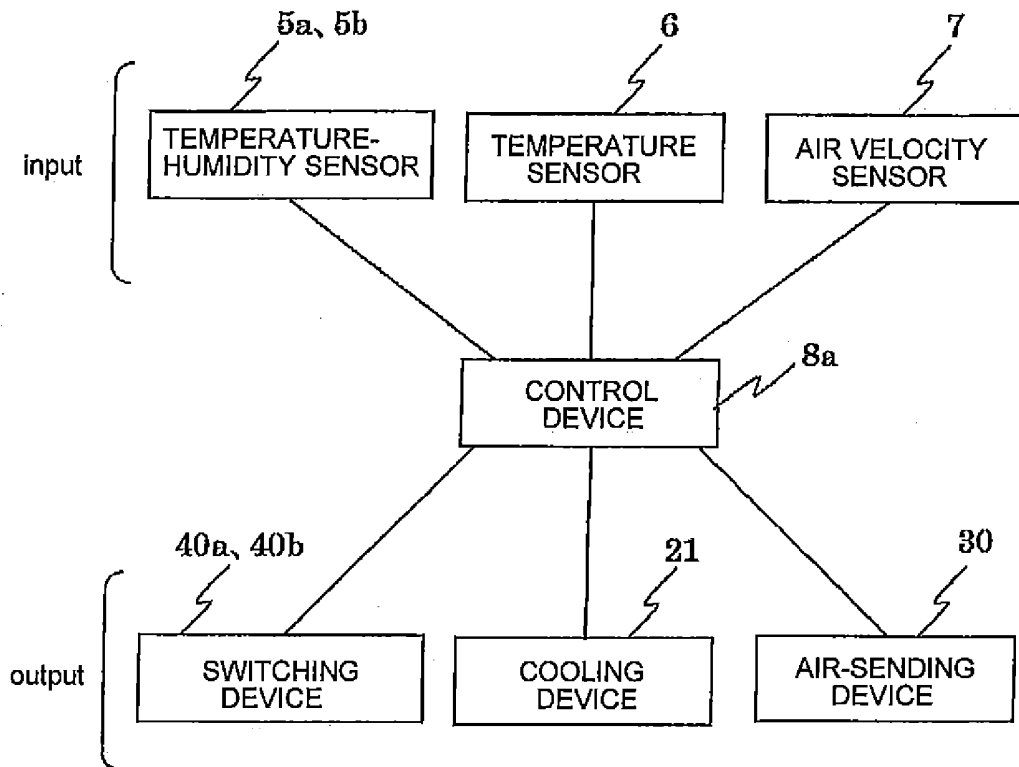 5a、5b
6
7
input
TEMPERATURE-
HUMIDITY SENSOR
TEMPERATURE
SENSOR
AIR VELOCITY
SENSOR
8a
CONTROL
DEVICE
40a、40b
21
30
output
SWITCHING
DEVICE
COOLING
DEVICE
AIR-SENDING
DEVICE